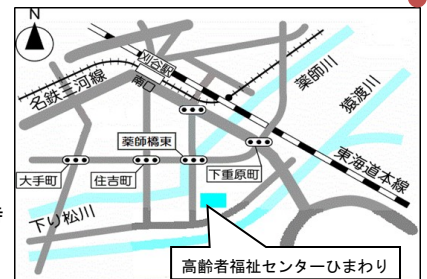 N
刈谷駅
南口
名鉄三河線
薬師川
猿渡川
薬師橋東
大手町
住吉町
下重原町
東海道本線
下り松川
高齢者福祉センターひまわり